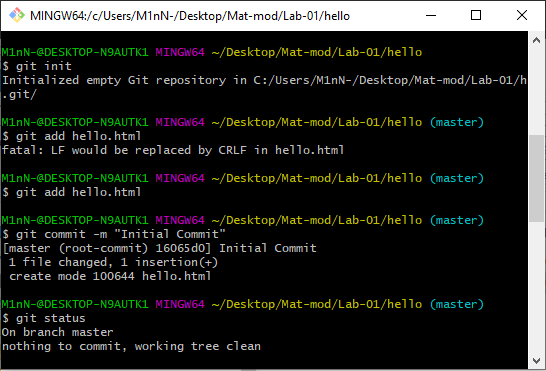 MINGW64:/c/Users/M1nN-/Desktop/Mat-mod/Lab-01/hello
M1nN-@DESKTOP-N9AUTK1 MINGW64 ~/Desktop/Mat-mod/Lab-01/hello
$ git init
Initialized empty Git repository in C:/Users/M1nN-/Desktop/Mat-mod/Lab-01/h
.git/
M1nN-@DESKTOP-N9AUTK1 MINGW64 ~/Desktop/Mat-mod/Lab-01/hello (master)
$ git add hello.html
fatal: LF would be replaced by CRLF in hello.html
M1nN-@DESKTOP-N9AUTK1 MINGW64 ~/Desktop/Mat-mod/Lab-01/hello (master)
$ git add hello.html
M1nN-@DESKTOP-N9AUTK1 MINGW64 ~/Desktop/Mat-mod/Lab-01/hello (master)
$ git commit -m "Initial Commit"
[master (root-commit) 16065d0] Initial Commit
 1 file changed, 1 insertion(+)
 create mode 100644 hello.html
M1nN-@DESKTOP-N9AUTK1 MINGW64 ~/Desktop/Mat-mod/Lab-01/hello (master)
$ git status
On branch master
nothing to commit, working tree clean